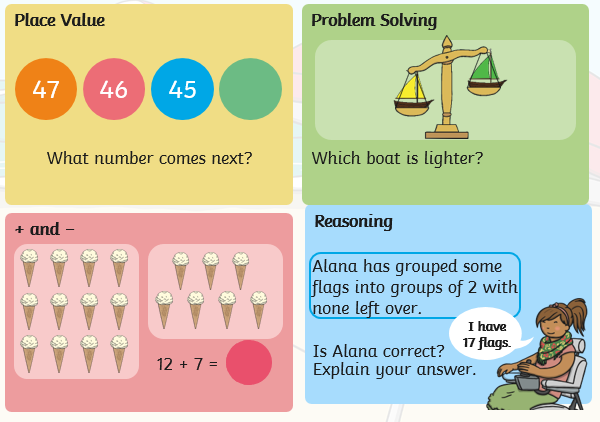 Place Value
47 46 45
What number comes next?
Problem Solving
Which boat is lighter?
+ and −
12 + 7 =
Reasoning
Alana has grouped some
flags into groups of 2 with
none left over.
I have
17 flags.
Is Alana correct?
Explain your answer.